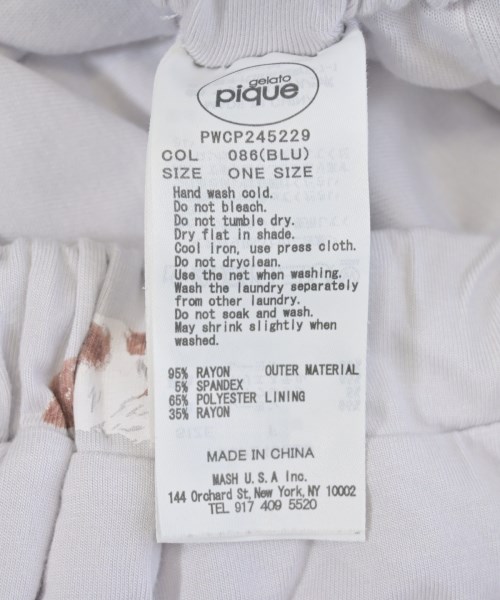 gelato
pique
PWCP245229
COL 086(BLU)
SIZE ONE SIZE
Hand wash cold.
Do not bleach.
Do not tumble dry.
Dry flat in shade.
Cool iron, use press cloth.
Do not dryclean.
Use the net when washing.
Wash the laundry separately
from other laundry.
Do not soak and wash.
May shrink slightly when
washed.
95% RAYON OUTER MATERIAL
5% SPANDEX
65% POLYESTER LINING
35% RAYON
MADE IN CHINA
MASH U.S.A Inc.
144 Orchard St, New York, NY 10002
TEL 917 409 5520